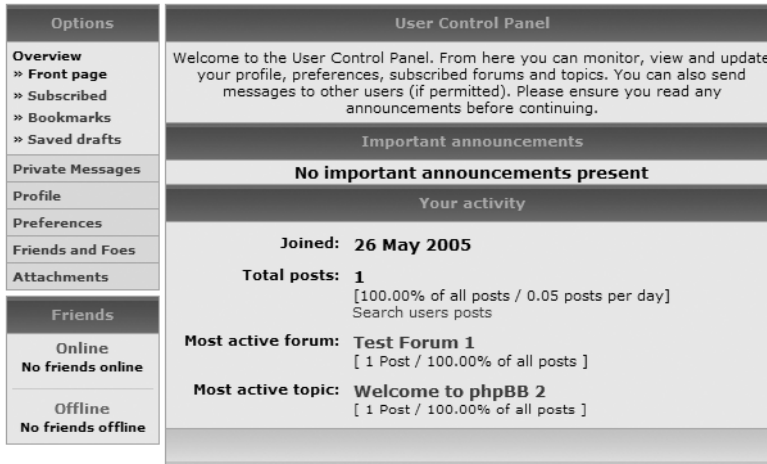 Options
Overview
» Front page
» Subscribed
» Bookmarks
» Saved drafts
Private Messages
Profile
Preferences
Friends and Foes
Attachments
Friends
Online
No friends online
Offline
No friends offline
User Control Panel
Welcome to the User Control Panel. From here you can monitor, view and update
your profile, preferences, subscribed forums and topics. You can also send
messages to other users (if permitted). Please ensure you read any
announcements before continuing.
Important announcements
No important announcements present
Your activity
Joined: 26 May 2005
Total posts: 1
[100.00% of all posts / 0.05 posts per day]
Search users posts
Most active forum: Test Forum 1
[ 1 Post / 100.00% of all posts ]
Most active topic: Welcome to phpBB 2
[ 1 Post / 100.00% of all posts ]